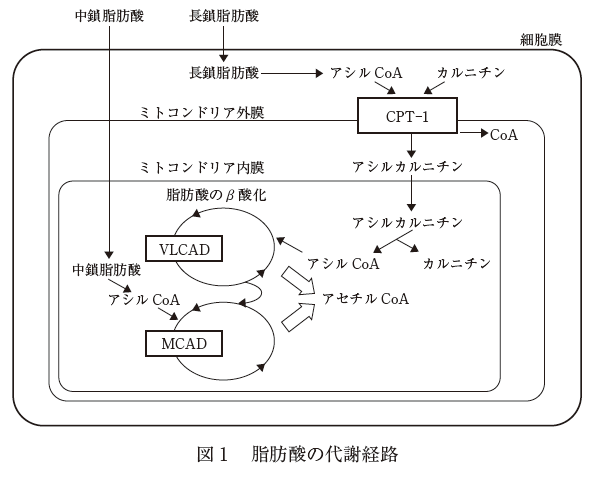 中鎖脂肪酸
長鎖脂肪酸
細胞膜
長鎖脂肪酸
アシル CoA
カルニチン
ミトコンドリア外膜
CPT-1
CoA
ミトコンドリア内膜
アシルカルニチン
脂肪酸のβ酸化
アシルカルニチン
VLCAD
アシル CoA
カルニチン
中鎖脂肪酸
アシル CoA
アセチル CoA
MCAD
図 1　脂肪酸の代謝経路